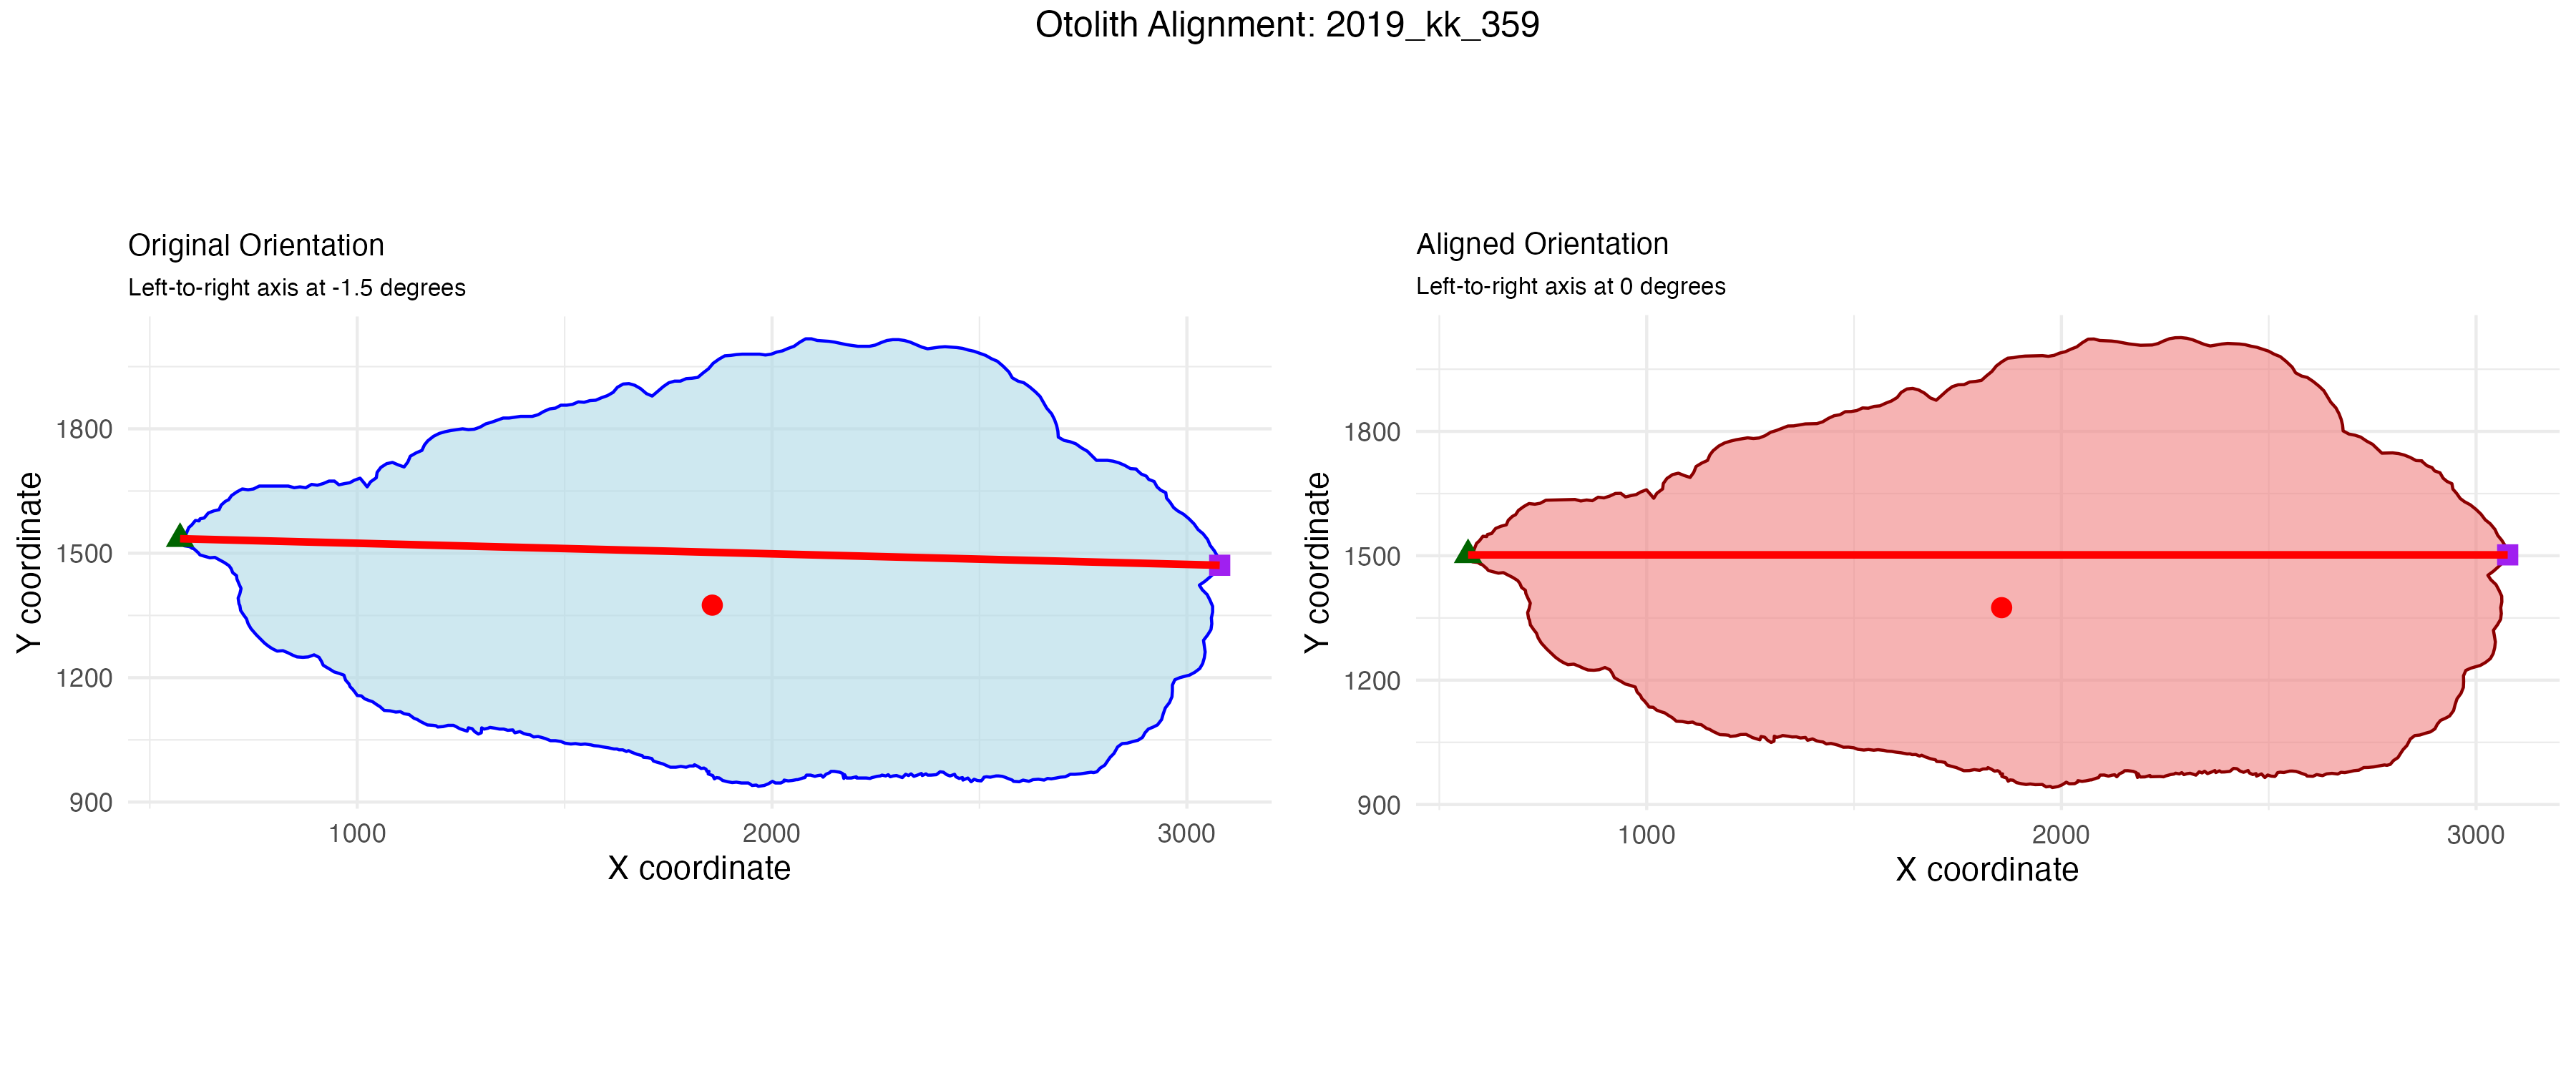 Otolith Alignment: 2019_kk_359
Original Orientation
Left-to-right axis at -1.5 degrees
Y coordinate
1800
1500
1200
900
1000
2000
3000
X coordinate
Aligned Orientation
Left-to-right axis at 0 degrees
Y coordinate
1800
1500
1200
900
1000
2000
3000
X coordinate